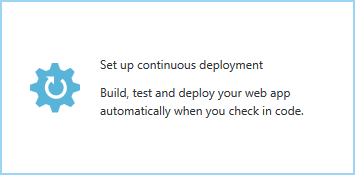 Set up continuous deployment
Build, test and deploy your web app
automatically when you check in code.